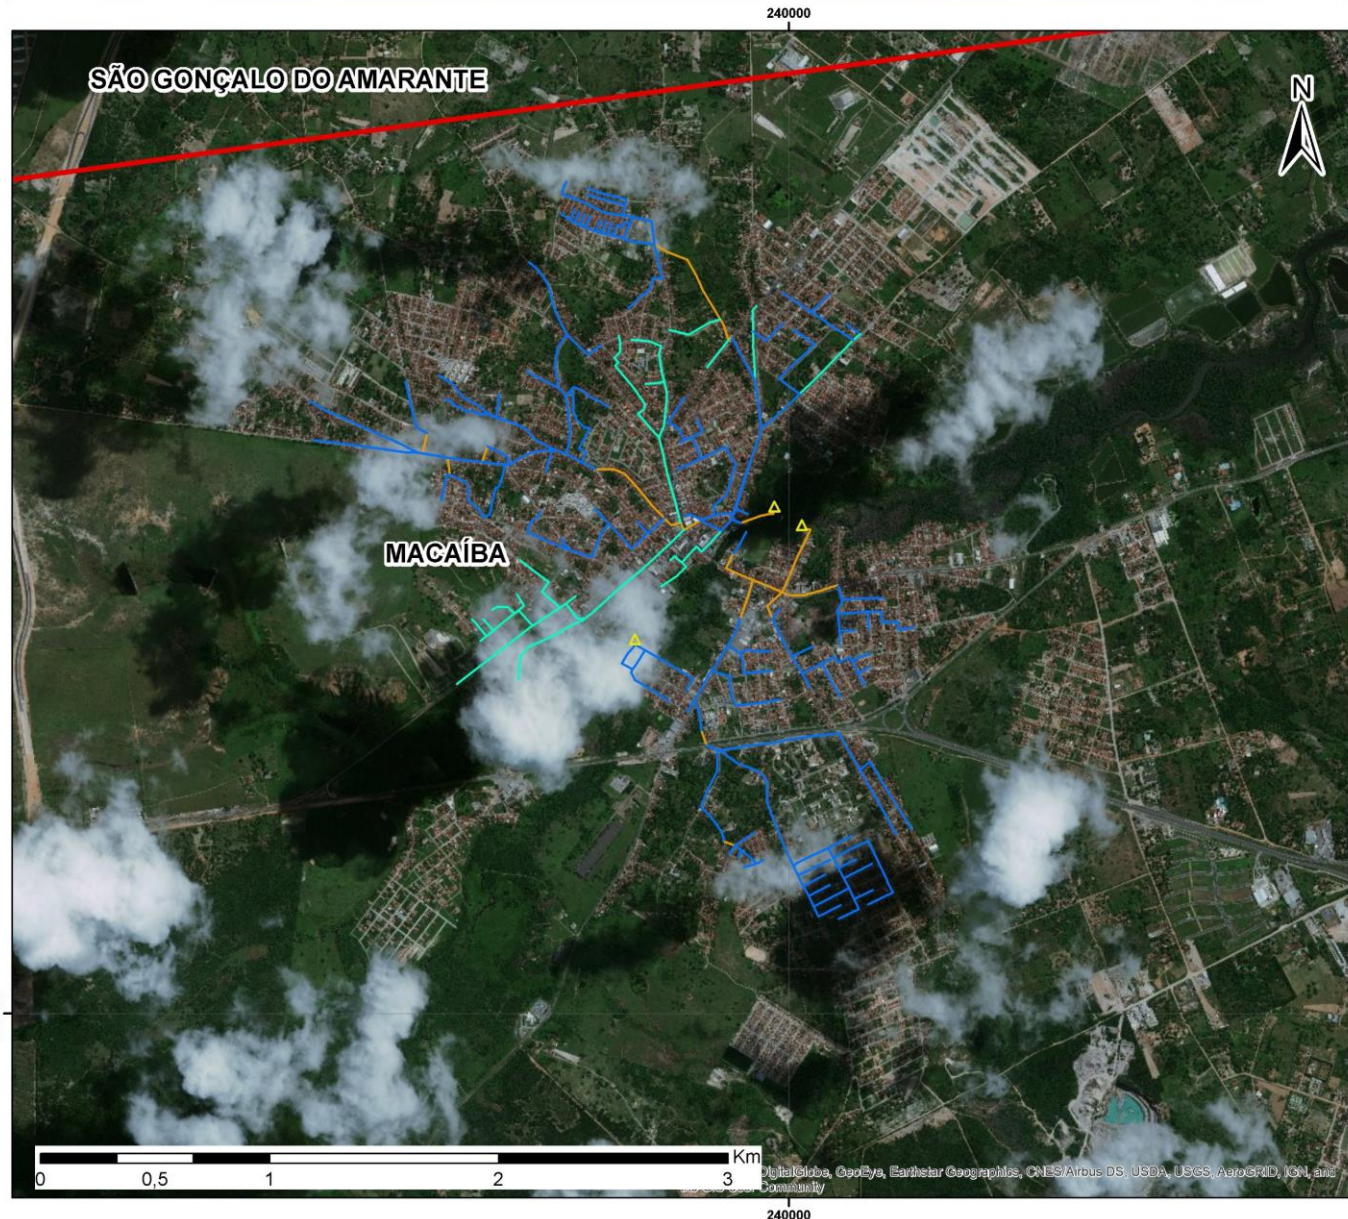 240000
SÃO GONÇALO DO AMARANTE
N
MACAÍBA
Km
0 0,5 1 2 3
DigitalGlobe, GeoEye, Earthstar Geographics, CNES/Airbus DS, USDA, USGS, AeroGRID, IGN, and
User Community
240000